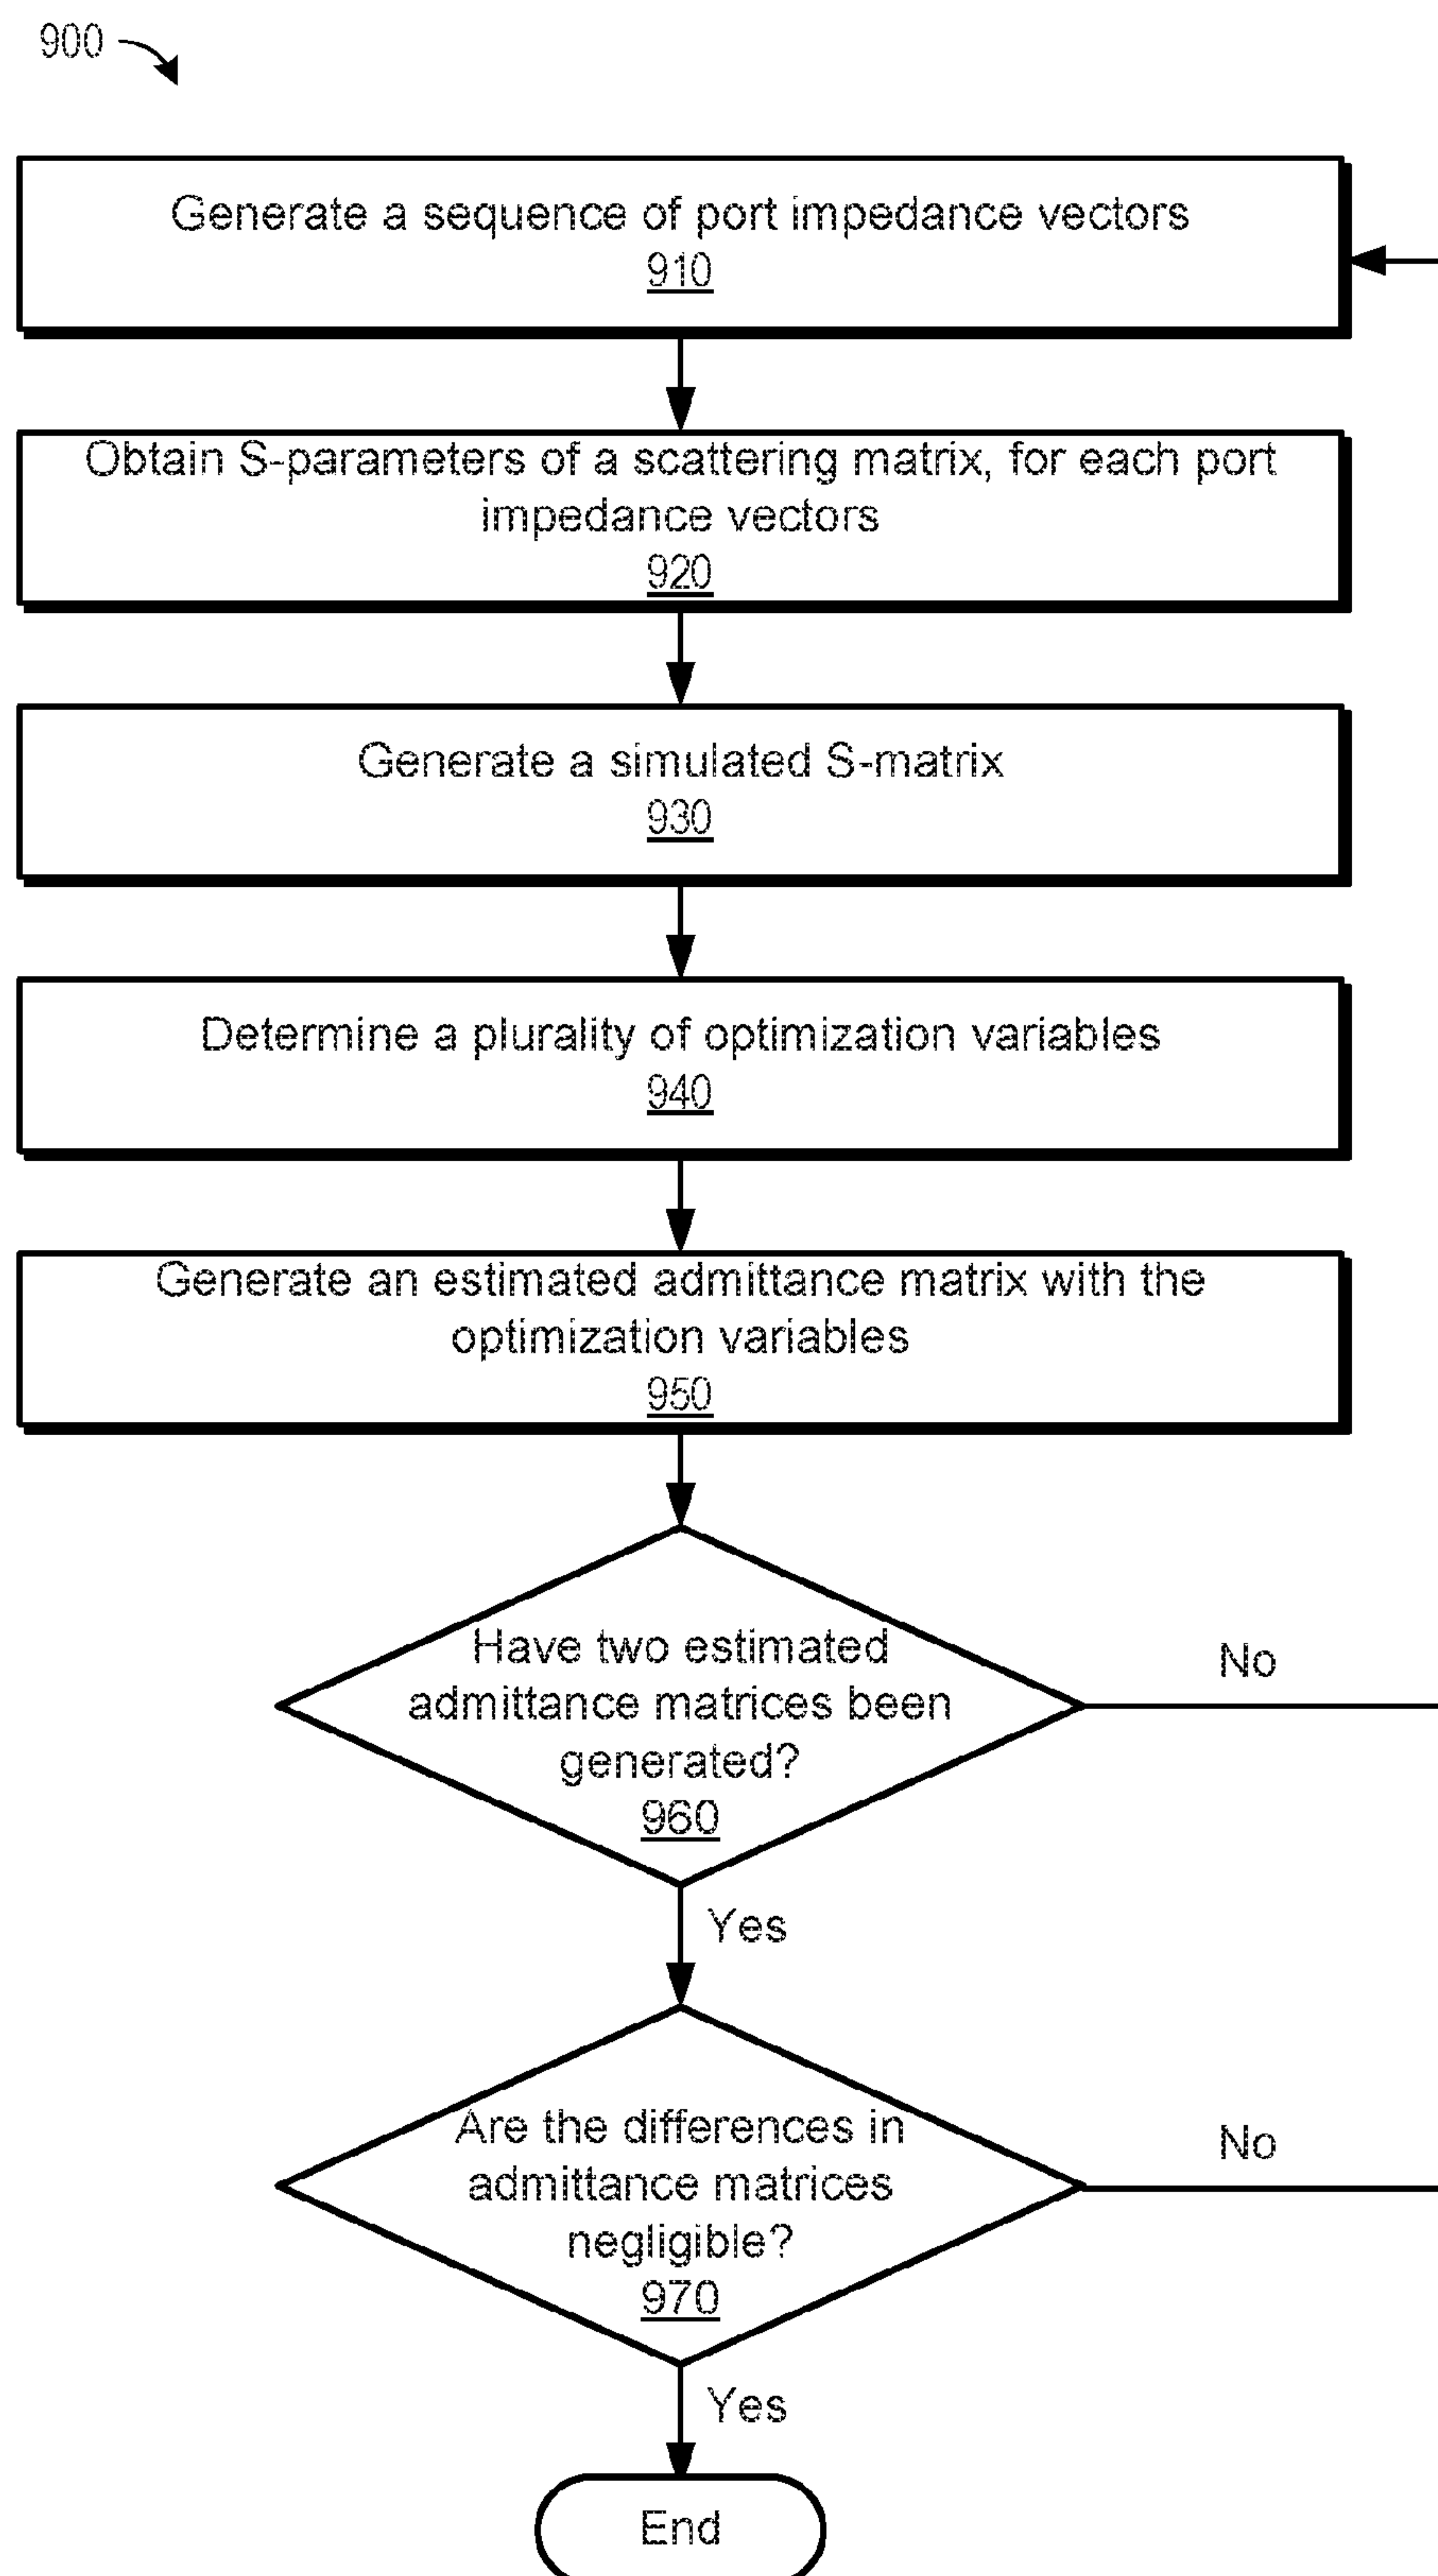 900
Generate a sequence of port impedance vectors
910
Obtain S-parameters of a scattering matrix, for each port
impedance vectors
920
Generate a simulated S-matrix
930
Determine a plurality of optimization variables
940
Generate an estimated admittance matrix with the
optimization variables
950
Have two estimated
admittance matrices been
generated?
960
No
Yes
Are the differences in
admittance matrices
negligible?
970
No
Yes
End